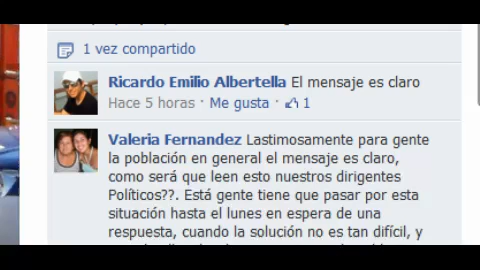 1 vez compartido
Ricardo Emilio Albertella El mensaje es claro
Hace 5 horas · Me gusta · 1
Valeria Fernandez Lastimosamente para gente
la población en general el mensaje es claro,
como será que leen esto nuestros dirigentes
Políticos??. Está gente tiene que pasar por esta
situación hasta el lunes en espera de una
respuesta, cuando la solución no es tan difícil, y